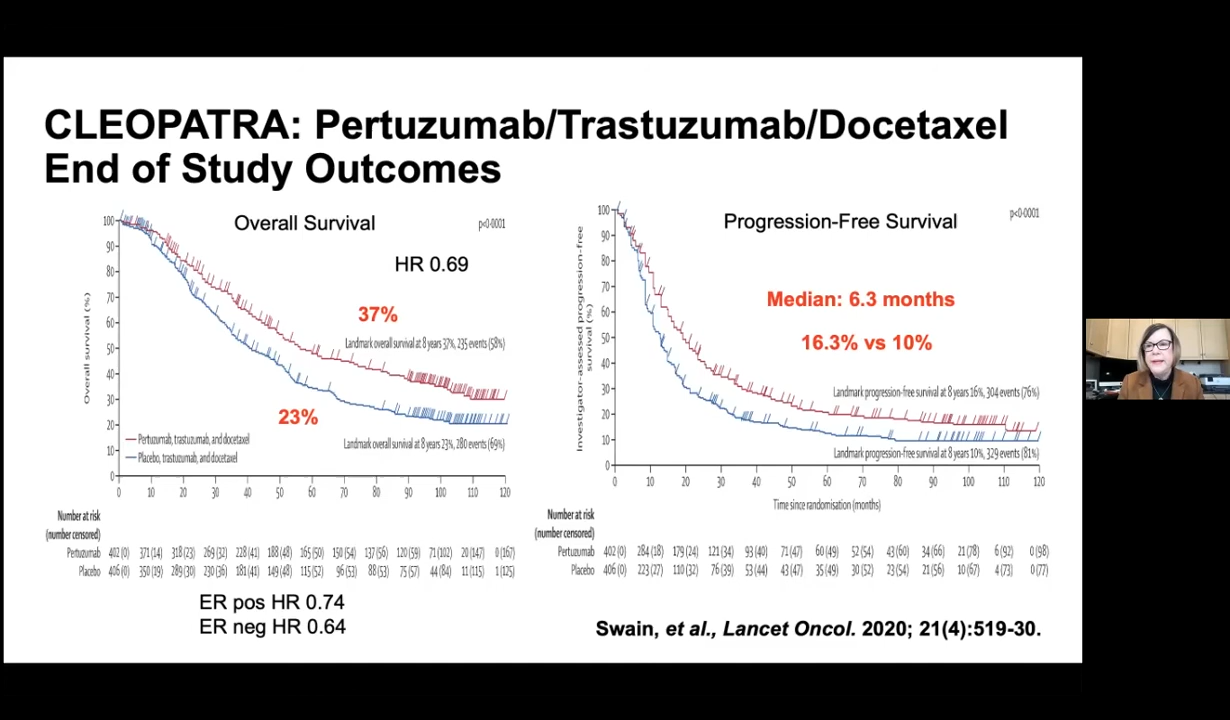 CLEOPATRA: Pertuzumab/Trastuzumab/Docetaxel
End of Study Outcomes
Overall Survival
p<0·0001
HR 0.69
37%
Landmark overall survival at 8 years 37%, 235 events (58%)
23%
Landmark overall survival at 8 years 23%, 280 events (69%)
Overall survival (%)
100
90
80
70
60
50
40
30
20
10
0
Pertuzumab, trastuzumab, and docetaxel
Placebo, trastuzumab, and docetaxel
0 10 20 30 40 50 60 70 80 90 100 110 120
Number at risk
(number censored)
Pertuzumab 402 (0) 371 (14) 318 (23) 269 (32) 228 (41) 188 (48) 165 (50) 150 (54) 137 (56) 120 (59) 71 (102) 20 (147) 0 (167)
Placebo 406 (0) 350 (19) 289 (30) 230 (36) 181 (41) 149 (48) 115 (52) 96 (53) 88 (53) 75 (57) 44 (84) 11 (115) 1 (125)
ER pos HR 0.74
ER neg HR 0.64
Progression-Free Survival
p<0·0001
Median: 6.3 months
16.3% vs 10%
Landmark progression-free survival at 8 years 16%, 304 events (76%)
Landmark progression-free survival at 8 years 10%, 329 events (81%)
Investigator-assessed progression-free
survival (%)
100
90
80
70
60
50
40
30
20
10
0
0 10 20 30 40 50 60 70 80 90 100 110 120
Time since randomisation (months)
Number at risk
(number censored)
Pertuzumab 402 (0) 284 (18) 179 (24) 121 (34) 93 (40) 71 (47) 60 (49) 52 (54) 43 (60) 34 (66) 21 (78) 6 (92) 0 (98)
Placebo 406 (0) 223 (27) 110 (32) 76 (39) 53 (44) 43 (47) 35 (49) 30 (52) 23 (54) 21 (56) 10 (67) 4 (73) 0 (77)
Swain, et al., Lancet Oncol. 2020; 21(4):519-30.